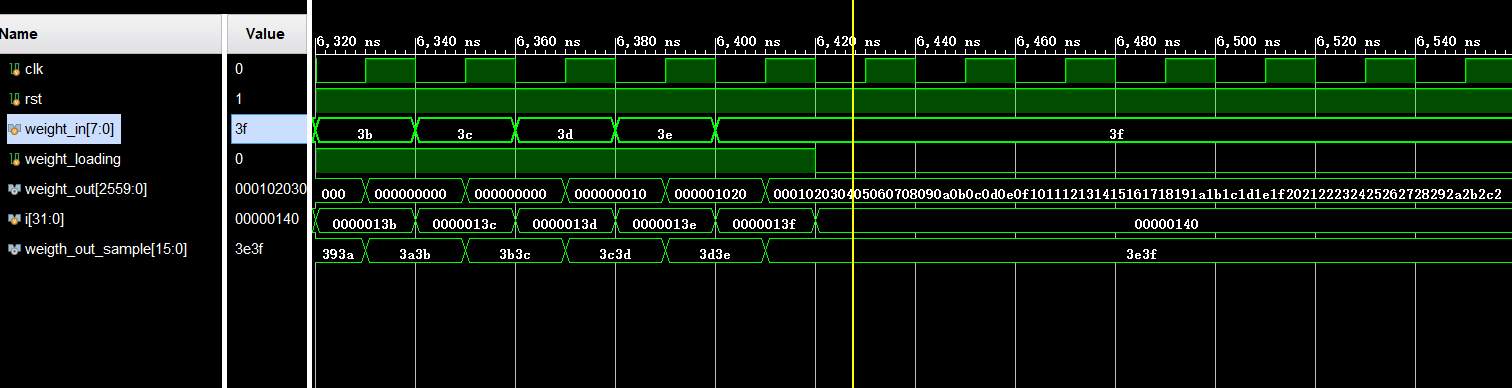 Name Value
6,320 ns 6,340 ns 6,360 ns 6,380 ns 6,400 ns 6,420 ns 6,440 ns 6,460 ns 6,480 ns 6,500 ns 6,520 ns 6,540 ns
clk 0
rst 1
weight_in[7:0] 3f 3b 3c 3d 3e 3f
weight_loading 0
weight_out[2559:0] 000102030 000 000000000 000000000 000000010 000001020 000102030405060708090a0b0c0d0e0f101112131415161718191a1b1c1d1e1f202122232425262728292a2b2c2
i[31:0] 00000140 0000013b 0000013c 0000013d 0000013e 0000013f 00000140
weigth_out_sample[15:0] 3e3f 393a 3a3b 3b3c 3c3d 3d3e 3e3f